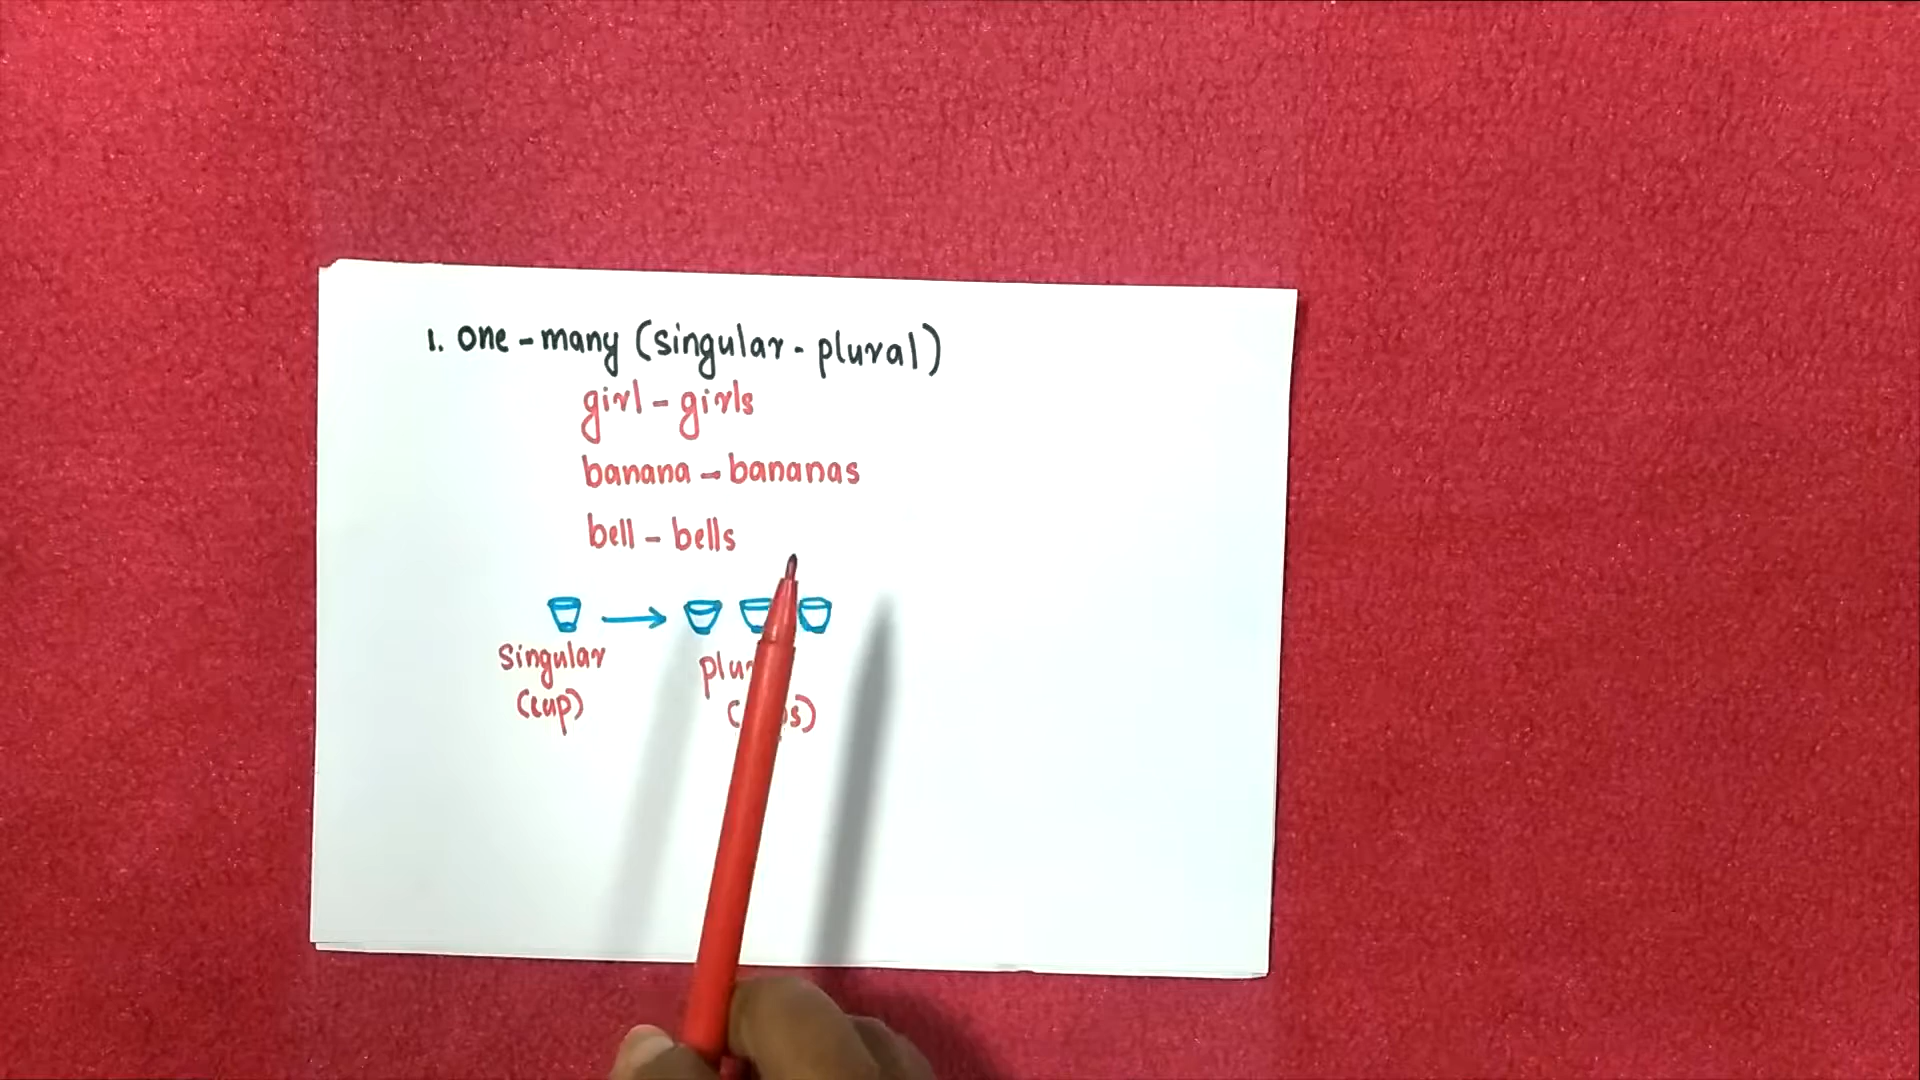 1. one - many (singular - plural)
girl - girls
banana - bananas
bell - bells
singular
(cup)